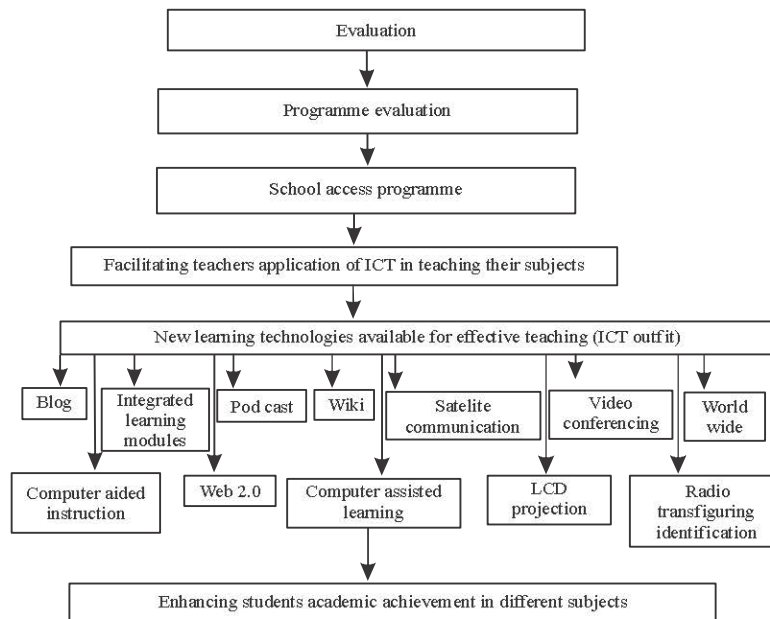 Evaluation
Programme evaluation
School access programme
Facilitating teachers application of ICT in teaching their subjects
New learning technologies available for effective teaching (ICT outfit)
Blog
Integrated
learning
modules
Pod cast
Wiki
Satelite
communication
Video
conferencing
World
wide
Computer aided
instruction
Web 2.0
Computer assisted
learning
LCD
projection
Radio
transfiguring
identification
Enhancing students academic achievement in different subjects